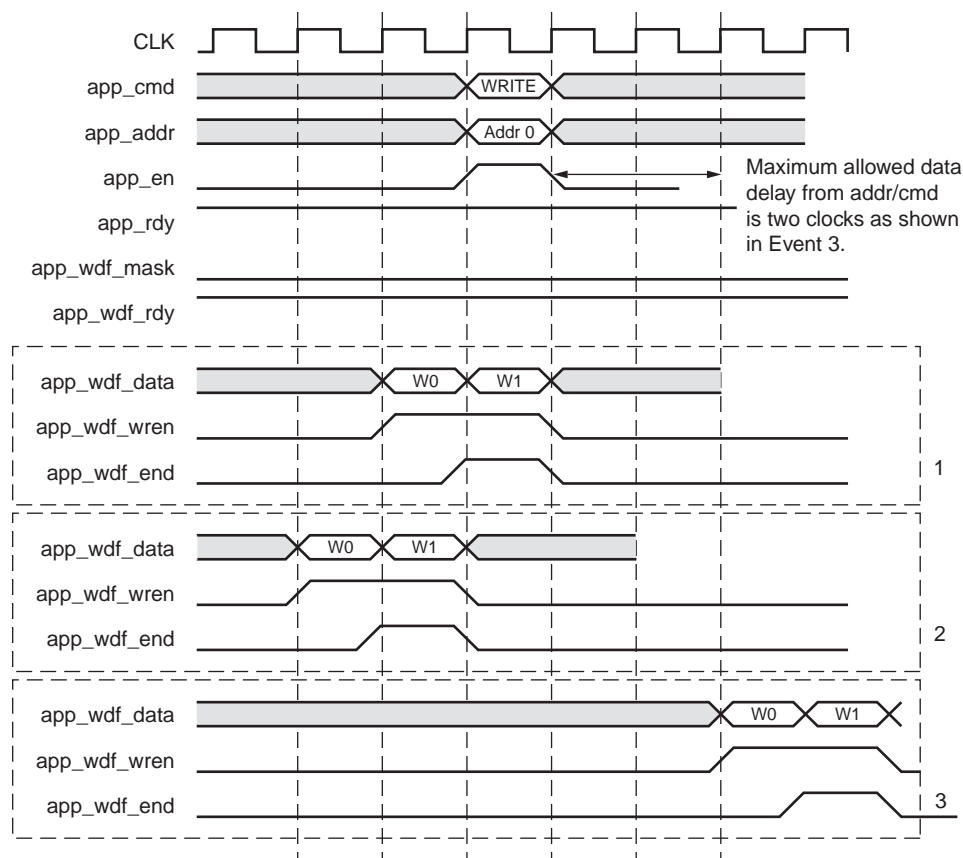 CLK
app_cmd WRITE
app_addr Addr 0
app_en
Maximum allowed data
delay from addr/cmd
is two clocks as shown
in Event 3.
app_rdy
app_wdf_mask
app_wdf_rdy
app_wdf_data W0 W1
app_wdf_wren
app_wdf_end
1
app_wdf_data W0 W1
app_wdf_wren
app_wdf_end
2
app_wdf_data W0 W1
app_wdf_wren
app_wdf_end
3